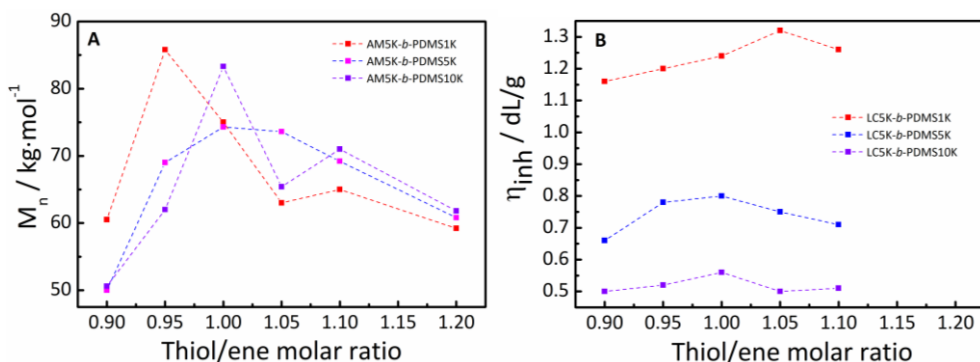 A
AM5K-b-PDMS1K
AM5K-b-PDMS5K
AM5K-b-PDMS10K
90
80
70
60
50
Mn / kg·mol⁻¹
0.90 0.95 1.00 1.05 1.10 1.15 1.20
Thiol/ene molar ratio
B
LC5K-b-PDMS1K
LC5K-b-PDMS5K
LC5K-b-PDMS10K
1.3
1.2
1.1
1.0
0.9
0.8
0.7
0.6
0.5
ηinh / dL/g
0.90 0.95 1.00 1.05 1.10 1.15 1.20
Thiol/ene molar ratio